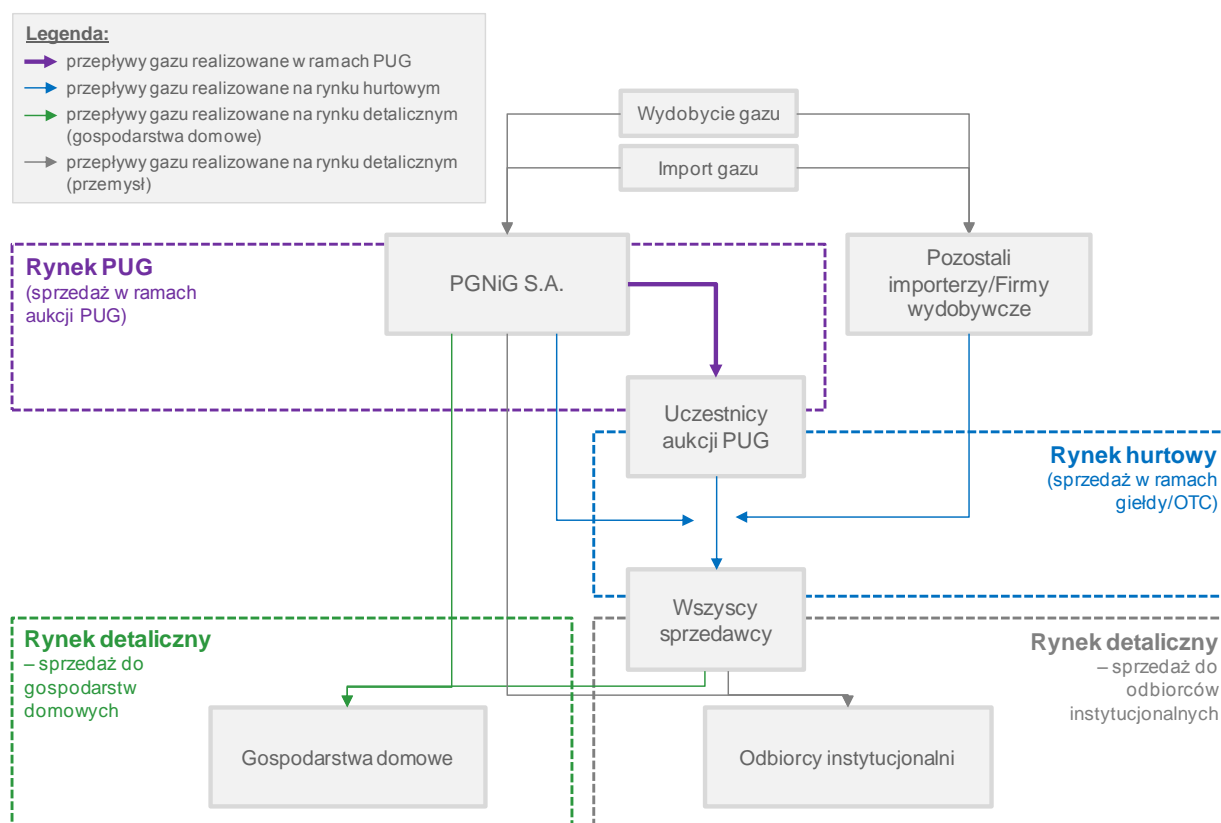 Legenda:
przepływy gazu realizowane w ramach PUG
przepływy gazu realizowane na rynku hurtowym
przepływy gazu realizowane na rynku detalicznym
(gospodarstwa domowe)
przepływy gazu realizowane na rynku detalicznym
(przemysł)
Wydobycie gazu
Import gazu
Rynek PUG
(sprzedaż w ramach
aukcji PUG)
PGNiG S.A.
Pozostali
importerzy/Firmy
wydobywcze
Uczestnicy
aukcji PUG
Rynek hurtowy
(sprzedaż w ramach
giełdy/OTC)
Wszyscy
sprzedawcy
Rynek detaliczny
– sprzedaż do
gospodarstw
domowych
Rynek detaliczny
– sprzedaż do
odbiorców
instytucjonalnych
Gospodarstwa domowe
Odbiorcy instytucjonalni